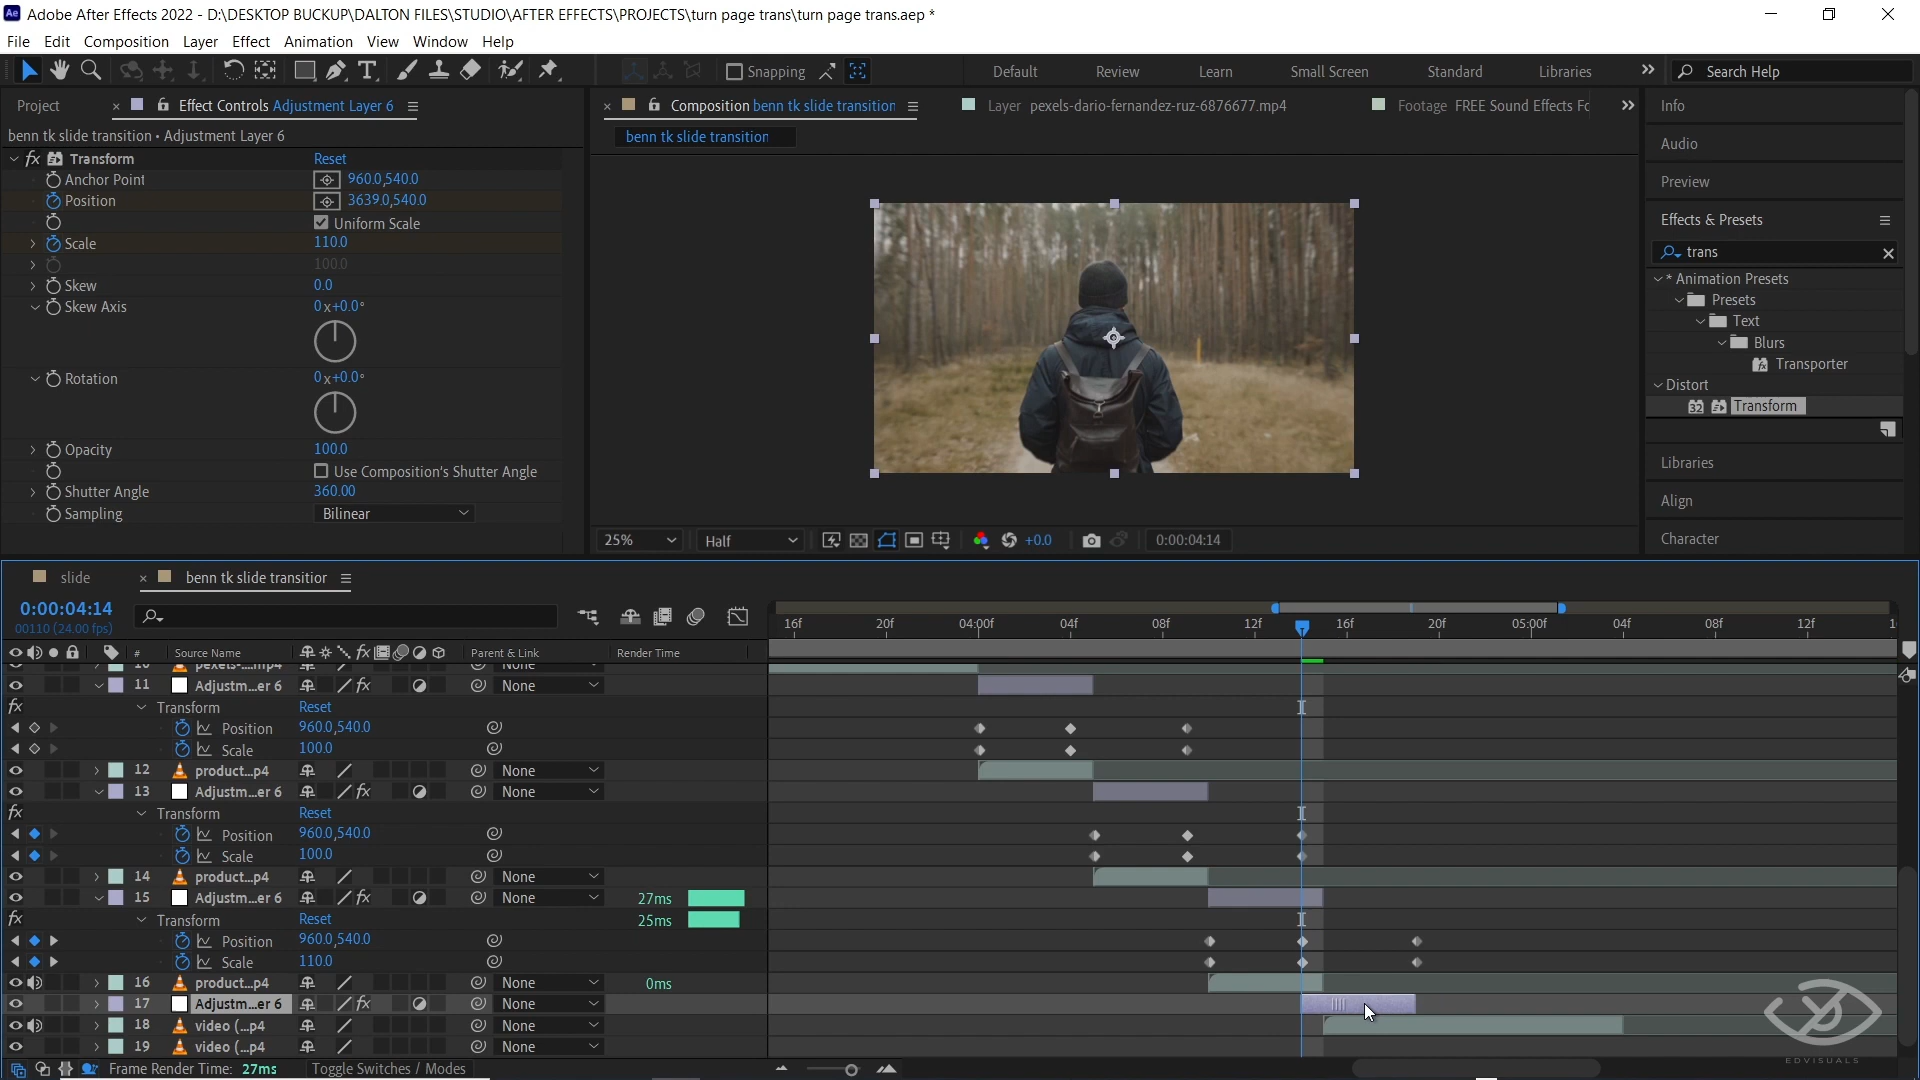 Adobe After Effects 2022 - D:\DESKTOP BUCKUP\DALTON FILES\STUDIO\AFTER EFFECTS\PROJECTS\turn page trans\turn page trans.aep *
File Edit Composition Layer Effect Animation View Window Help
Snapping Default Review Learn Small Screen Standard Libraries Search Help
Project Effect Controls Adjustment Layer 6
benn tk slide transition • Adjustment Layer 6
Transform Reset
Anchor Point 960.0,540.0
Position 3639.0,540.0
Uniform Scale
Scale 110.0
100.0
Skew 0.0
Skew Axis 0x+0.0°
Rotation 0x+0.0°
Opacity 100.0
Use Composition's Shutter Angle
Shutter Angle 360.00
Sampling Bilinear
Composition benn tk slide transition Layer pexels-dario-fernandez-ruz-6876677.mp4 Footage FREE Sound Effects Fo
benn tk slide transition
25% Half +0.0 0:00:04:14
Info
Audio
Preview
Effects & Presets
trans
* Animation Presets
Presets
Text
Blurs
Transporter
Distort
32 Transform
Libraries
Align
Character
slide benn tk slide transition
0:00:04:14
00110 (24.00 fps)
16f 20f 04:00f 04f 08f 12f 16f 20f 05:00f 04f 08f 12f
# Source Name Parent & Link Render Time
pexels-....mp4 None
11 Adjustm...er 6 None
Transform Reset
Position 960.0,540.0
Scale 100.0
12 product...p4 None
13 Adjustm...er 6 None
Transform Reset
Position 960.0,540.0
Scale 100.0
14 product...p4 None
15 Adjustm...er 6 None 27ms
Transform Reset 25ms
Position 960.0,540.0
Scale 110.0
16 product...p4 None 0ms
17 Adjustm...er 6 None
18 video (...p4 None
19 video (...p4 None
Frame Render Time: 27ms Toggle Switches / Modes
EDVISUALS